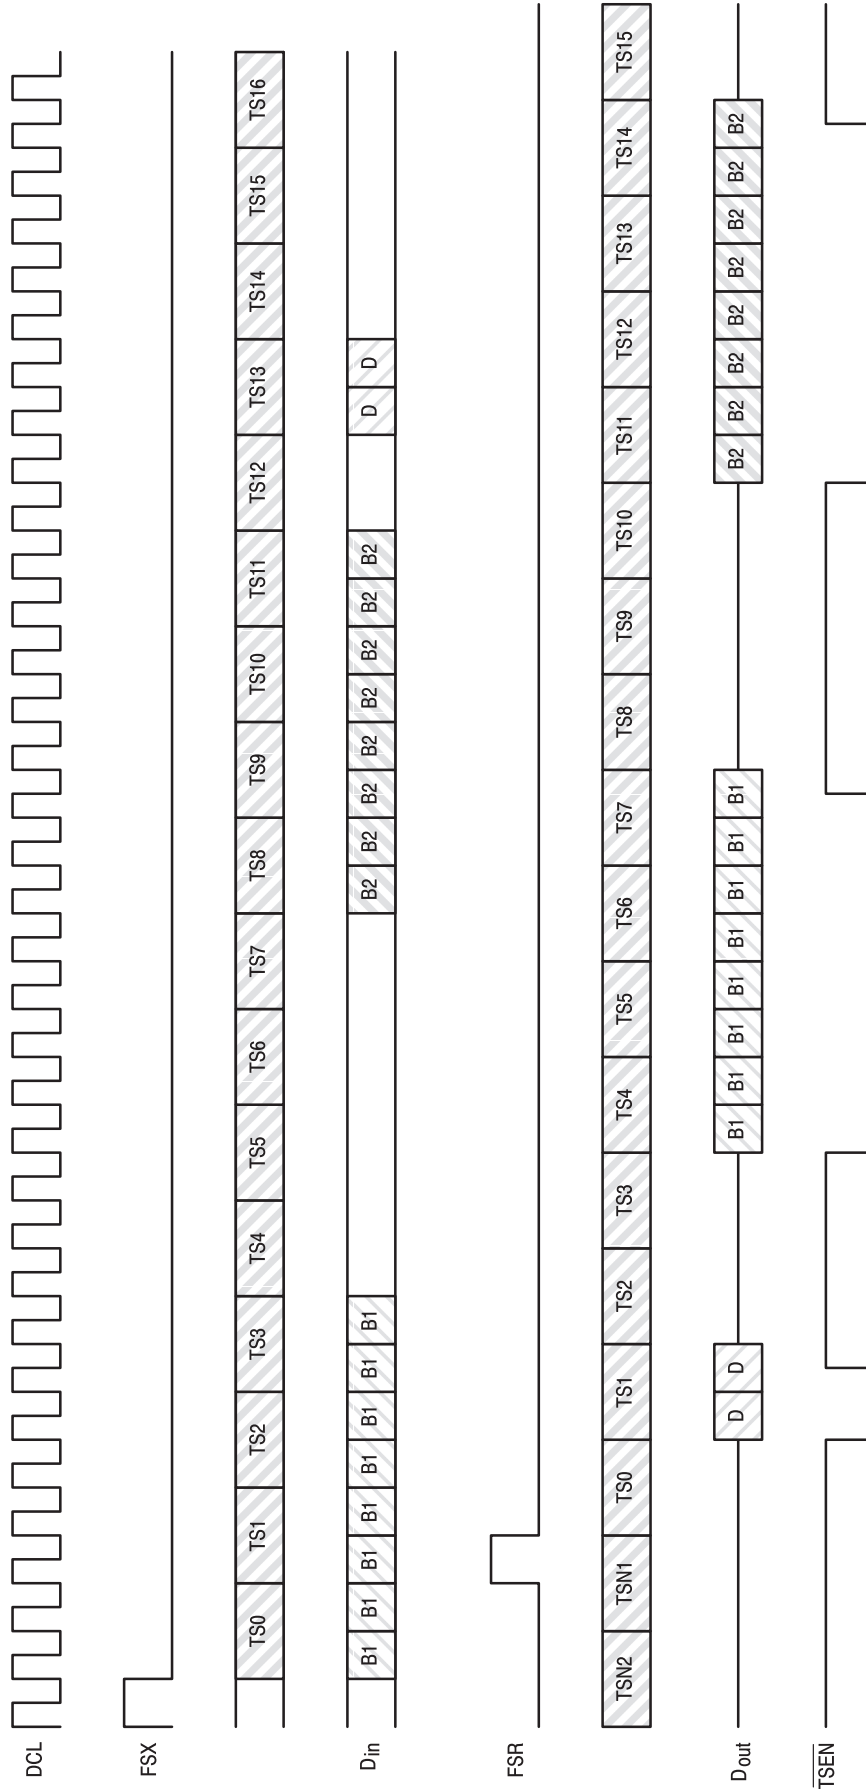 DCL
FSX
TS0 TS1 TS2 TS3 TS4 TS5 TS6 TS7 TS8 TS9 TS10 TS11 TS12 TS13 TS14 TS15 TS16
Din B1 B1 B1 B1 B1 B1 B1 B1 B2 B2 B2 B2 B2 B2 B2 B2 D D
FSR
TSN2 TSN1 TS0 TS1 TS2 TS3 TS4 TS5 TS6 TS7 TS8 TS9 TS10 TS11 TS12 TS13 TS14 TS15
Dout D D B1 B1 B1 B1 B1 B1 B1 B1 B2 B2 B2 B2 B2 B2 B2 B2
TSEN